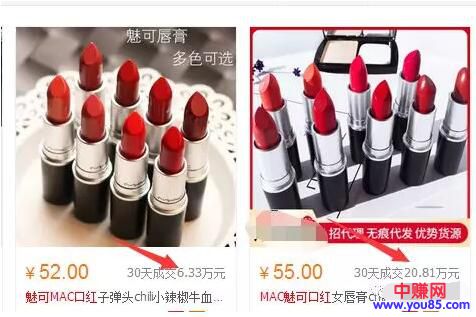 魅可唇膏
多色可选
招代理 无痕代发 优势货源
¥52.00
30天成交6.33万元
魅可MAC口红子弹头chili小辣椒牛血...
¥55.00
30天成交20.81万元
MAC魅可口红女唇膏chi
中赚网
www.you85.com